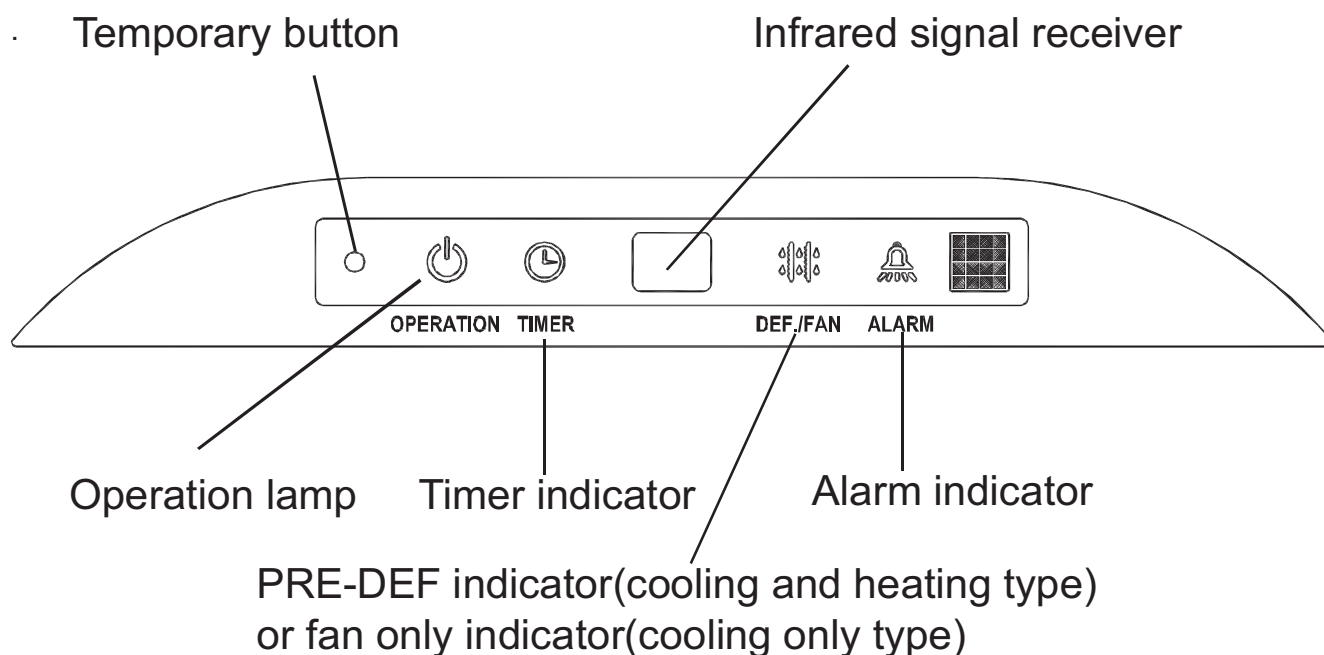 Temporary button
Infrared signal receiver
OPERATION
TIMER
DEF./FAN
ALARM
Operation lamp
Timer indicator
Alarm indicator
PRE-DEF indicator(cooling and heating type)
or fan only indicator(cooling only type)